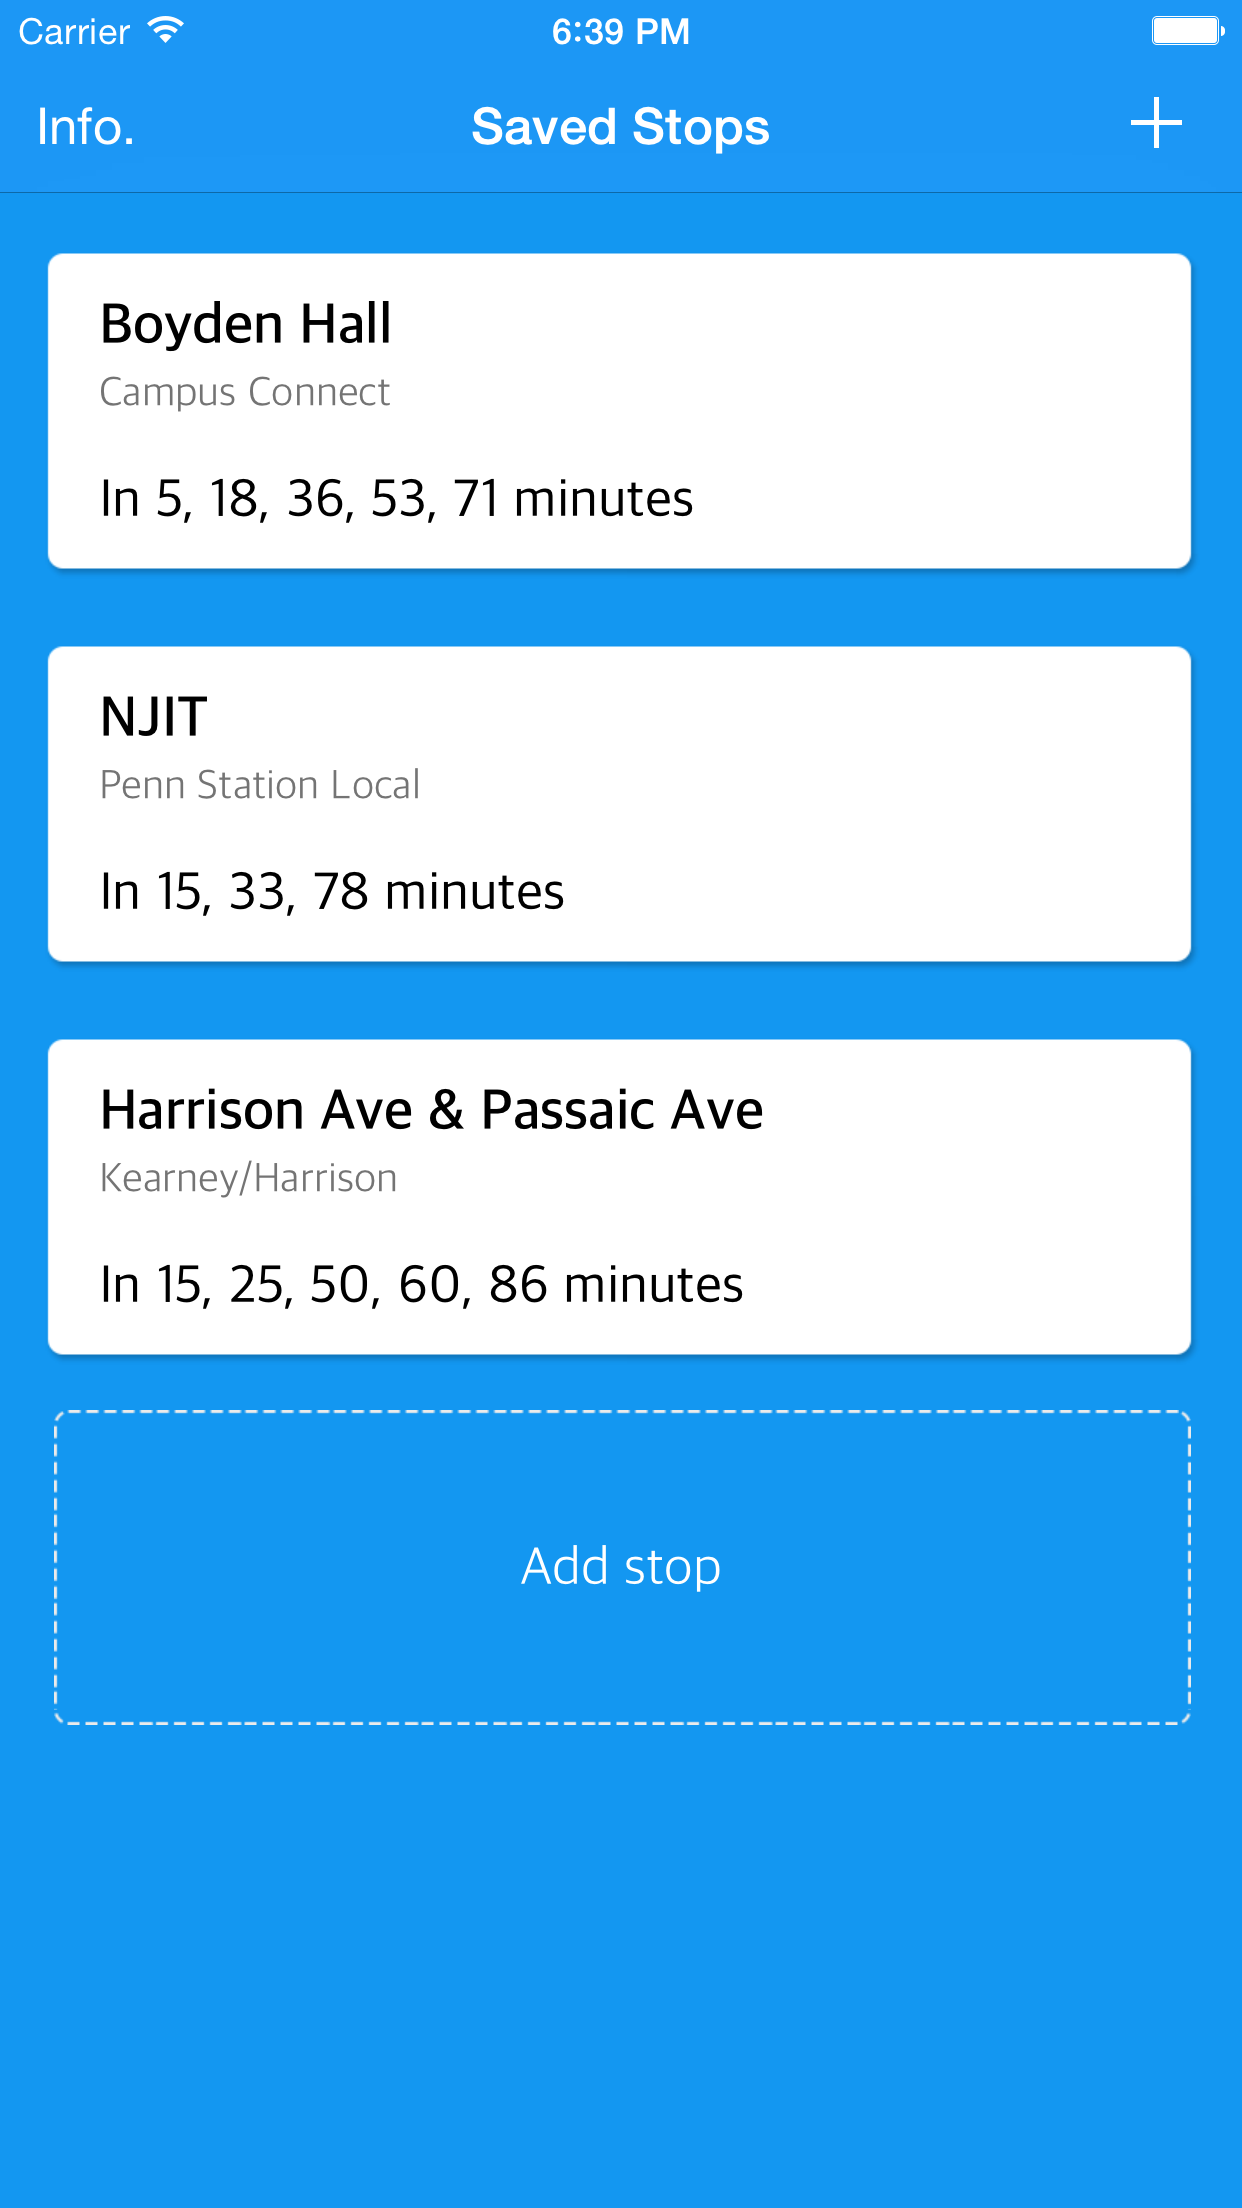 Carrier 6:39 PM
Info. Saved Stops
Boyden Hall
Campus Connect
In 5, 18, 36, 53, 71 minutes
NJIT
Penn Station Local
In 15, 33, 78 minutes
Harrison Ave & Passaic Ave
Kearney/Harrison
In 15, 25, 50, 60, 86 minutes
Add stop